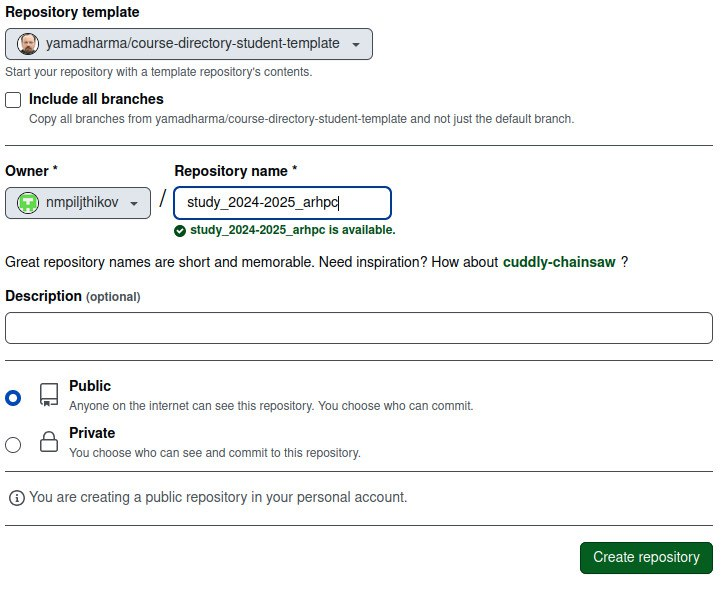 Repository template
yamadharma/course-directory-student-template
Start your repository with a template repository's contents.
Include all branches
Copy all branches from yamadharma/course-directory-student-template and not just the default branch.
Owner * Repository name *
nmpiljthikov / study_2024-2025_arhpc
study_2024-2025_arhpc is available.
Great repository names are short and memorable. Need inspiration? How about cuddly-chainsaw ?
Description (optional)
Public
Anyone on the internet can see this repository. You choose who can commit.
Private
You choose who can see and commit to this repository.
You are creating a public repository in your personal account.
Create repository